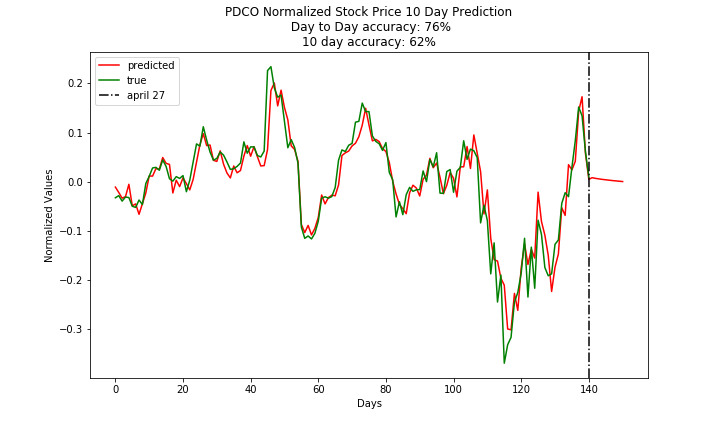 PDCO Normalized Stock Price 10 Day Prediction
Day to Day accuracy: 76%
10 day accuracy: 62%
predicted
true
april 27
Normalized Values
0.2
0.1
0.0
−0.1
−0.2
−0.3
0 20 40 60 80 100 120 140
Days